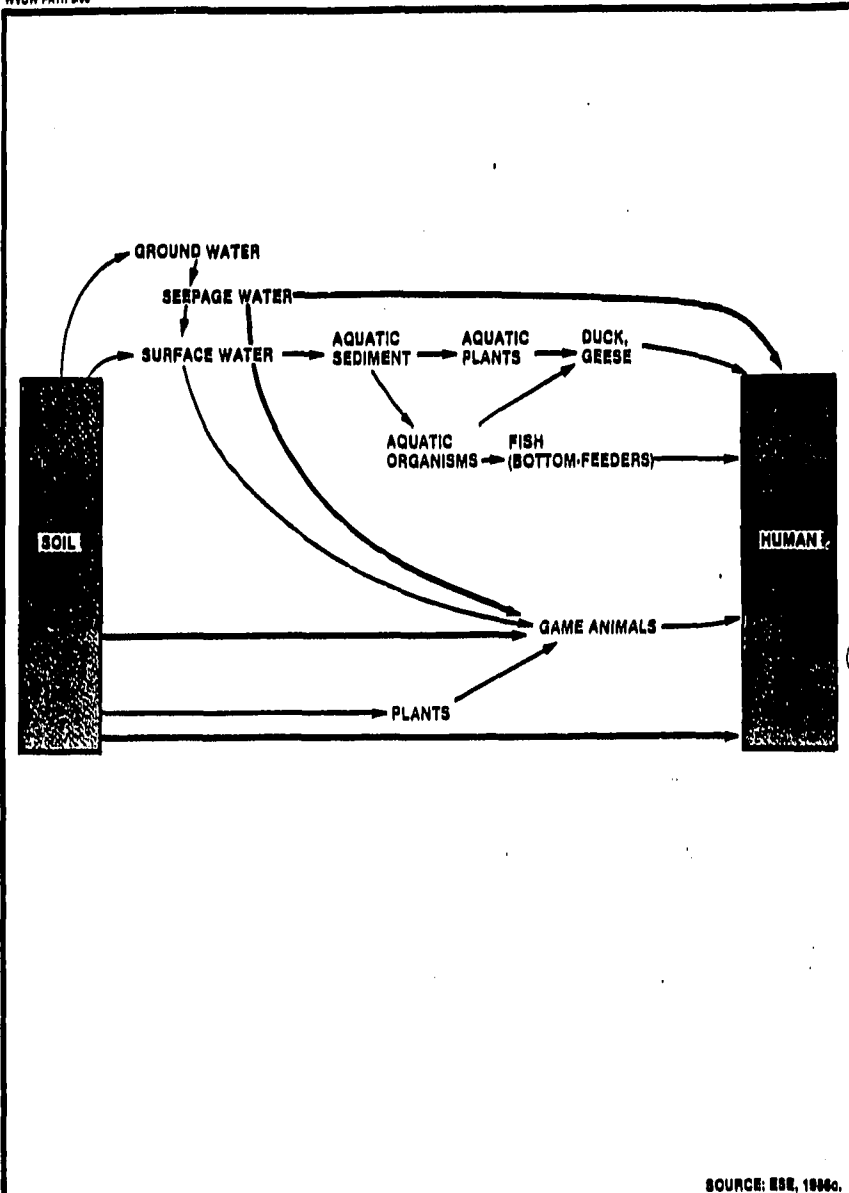 GROUND WATER
SEEPAGE WATER
SURFACE WATER
AQUATIC
SEDIMENT
AQUATIC
PLANTS
DUCK,
GEESE
AQUATIC
ORGANISMS
FISH
(BOTTOM-FEEDERS)
SOIL
HUMAN
GAME ANIMALS
PLANTS
SOURCE: ESE,